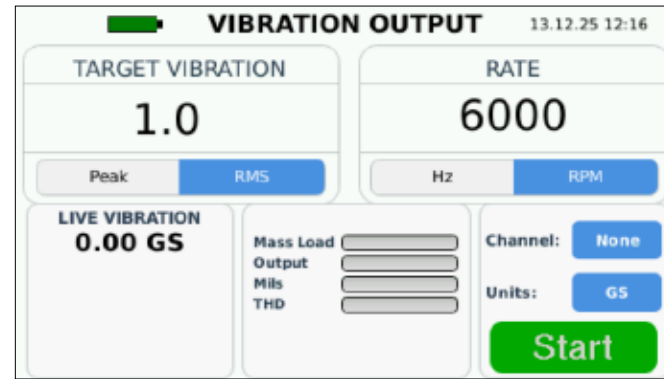 VIBRATION OUTPUT 13.12.25 12:16
TARGET VIBRATION
1.0
Peak RMS
RATE
6000
Hz RPM
LIVE VIBRATION
0.00 GS
Mass Load
Output
Mils
THD
Channel: None
Units: GS
Start